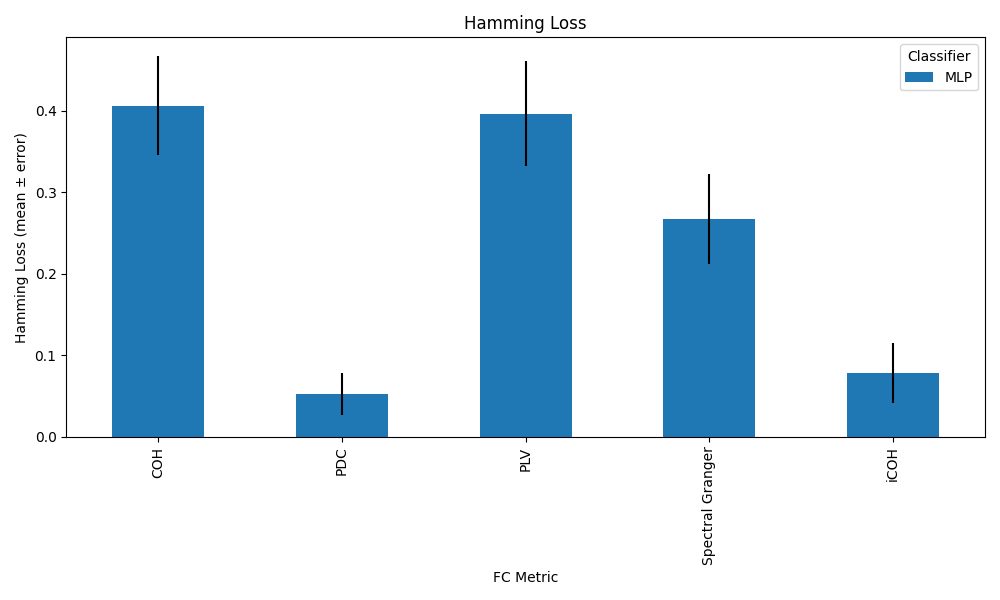 Hamming Loss
Classifier
MLP
Hamming Loss (mean ± error)
0.4
0.3
0.2
0.1
0.0
COH
PDC
PLV
Spectral Granger
iCOH
FC Metric